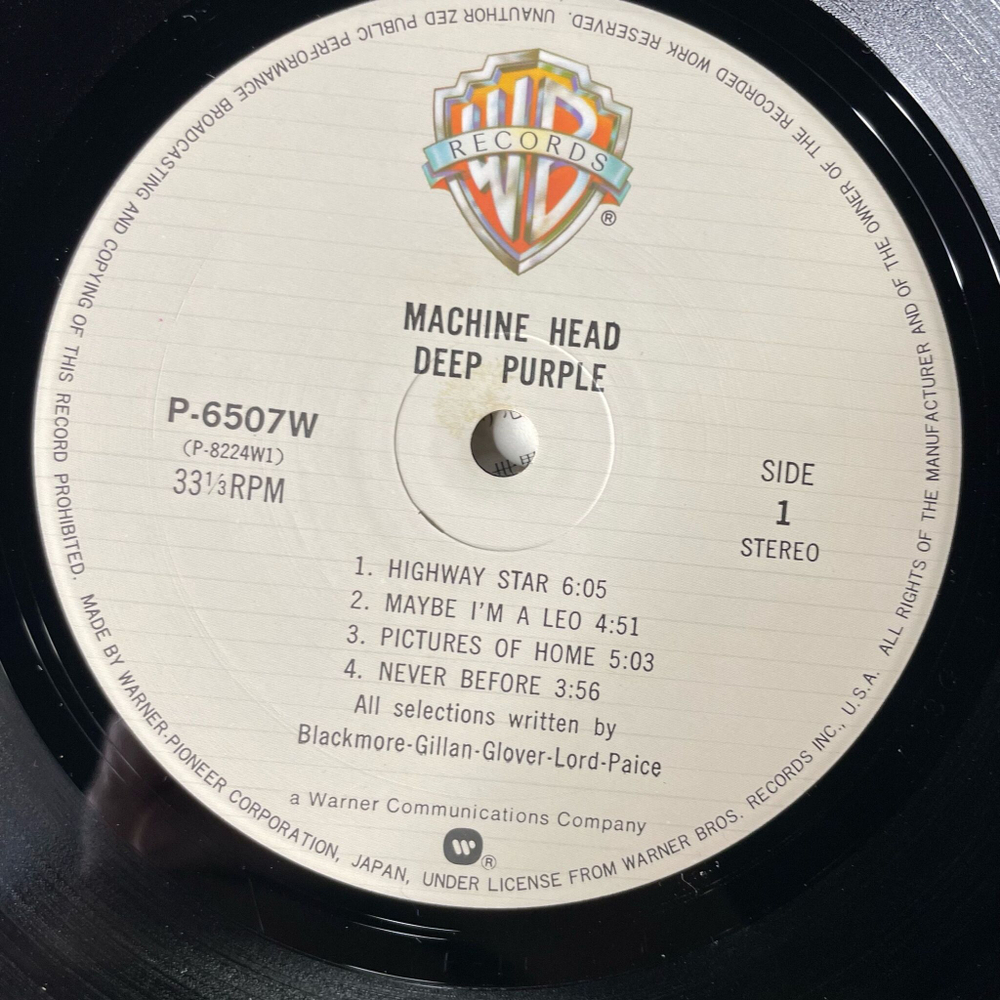 WB
RECORDS
®
MACHINE HEAD
DEEP PURPLE
P-6507W
(P-8224W1)
33⅓RPM
SIDE
1
STEREO
1. HIGHWAY STAR 6:05
2. MAYBE I'M A LEO 4:51
3. PICTURES OF HOME 5:03
4. NEVER BEFORE 3:56
All selections written by
Blackmore-Gillan-Glover-Lord-Paice
a Warner Communications Company
®
MADE BY WARNER-PIONEER CORPORATION, JAPAN, UNDER LICENSE FROM WARNER BROS. RECORDS INC., U.S.A. ALL RIGHTS OF THE MANUFACTURER AND OF THE OWNER OF THE RECORDED WORK RESERVED. UNAUTHOR ZED PUBLIC PERFORMANCE BROADCASTING AND COPYING OF THIS RECORD PROHIBITED.